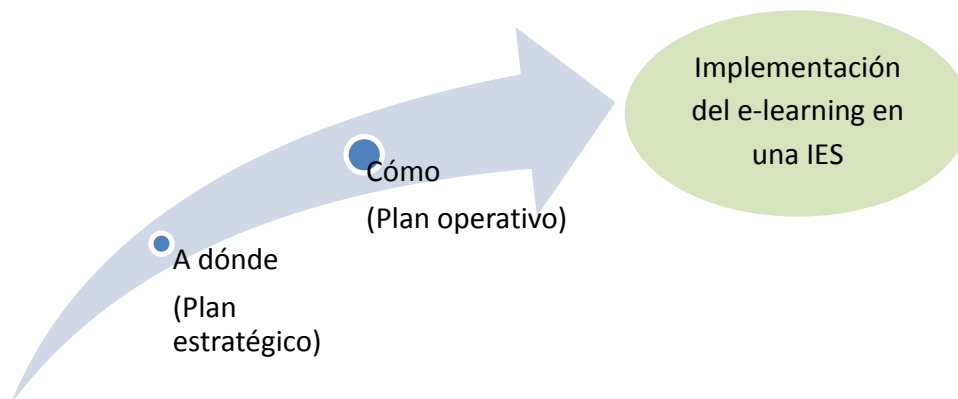 Implementación
del e-learning en
una IES
Cómo
(Plan operativo)
A dónde
(Plan
estratégico)